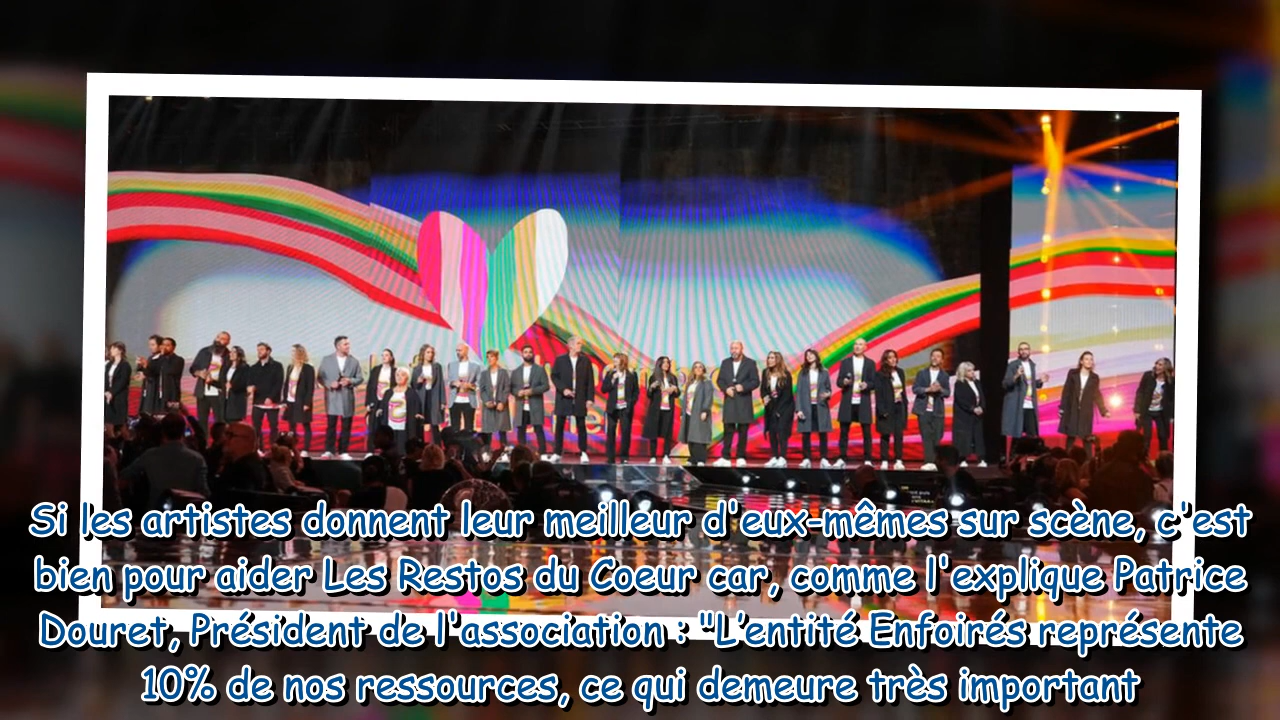 Si les artistes donnent leur meilleur d'eux-mêmes sur scène, c'est
bien pour aider Les Restos du Coeur car, comme l'explique Patrice
Douret, Président de l'association : "L’entité Enfoirés représente
10% de nos ressources, ce qui demeure très important